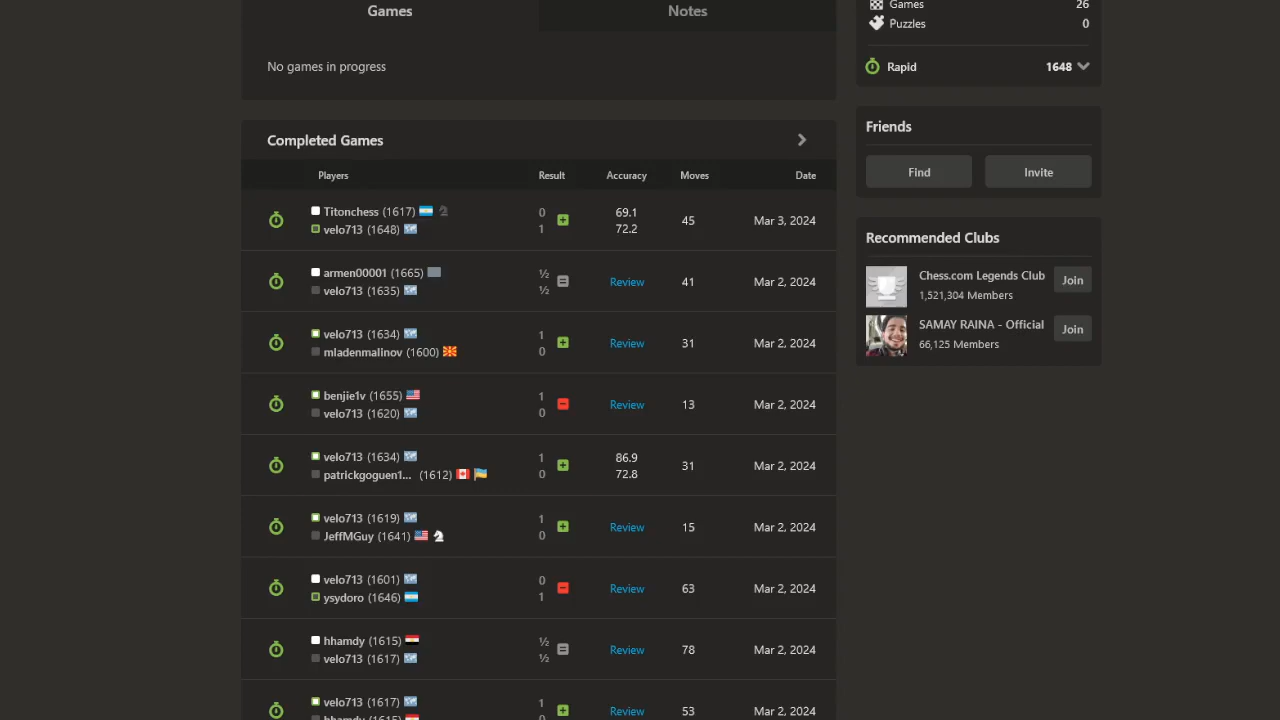 Games Notes
No games in progress
Completed Games
Players Result Accuracy Moves Date
Titonchess (1617) 0 69.1 45 Mar 3, 2024
velo713 (1648) 1 72.2
armen00001 (1665) ½ Review 41 Mar 2, 2024
velo713 (1635) ½
velo713 (1634) 1 Review 31 Mar 2, 2024
mladenmalinov (1600) 0
benjie1v (1655) 1 Review 13 Mar 2, 2024
velo713 (1620) 0
velo713 (1634) 1 86.9 31 Mar 2, 2024
patrickgoguen1... (1612) 0 72.8
velo713 (1619) 1 Review 15 Mar 2, 2024
JeffMGuy (1641) 0
velo713 (1601) 0 Review 63 Mar 2, 2024
ysydoro (1646) 1
hhamdy (1615) ½ Review 78 Mar 2, 2024
velo713 (1617) ½
velo713 (1617) 1 Review 53 Mar 2, 2024
hhamdy (1615) 0
Games 26
Puzzles 0
Rapid 1648
Friends
Find Invite
Recommended Clubs
Chess.com Legends Club Join
1,521,304 Members
SAMAY RAINA - Official Join
66,125 Members